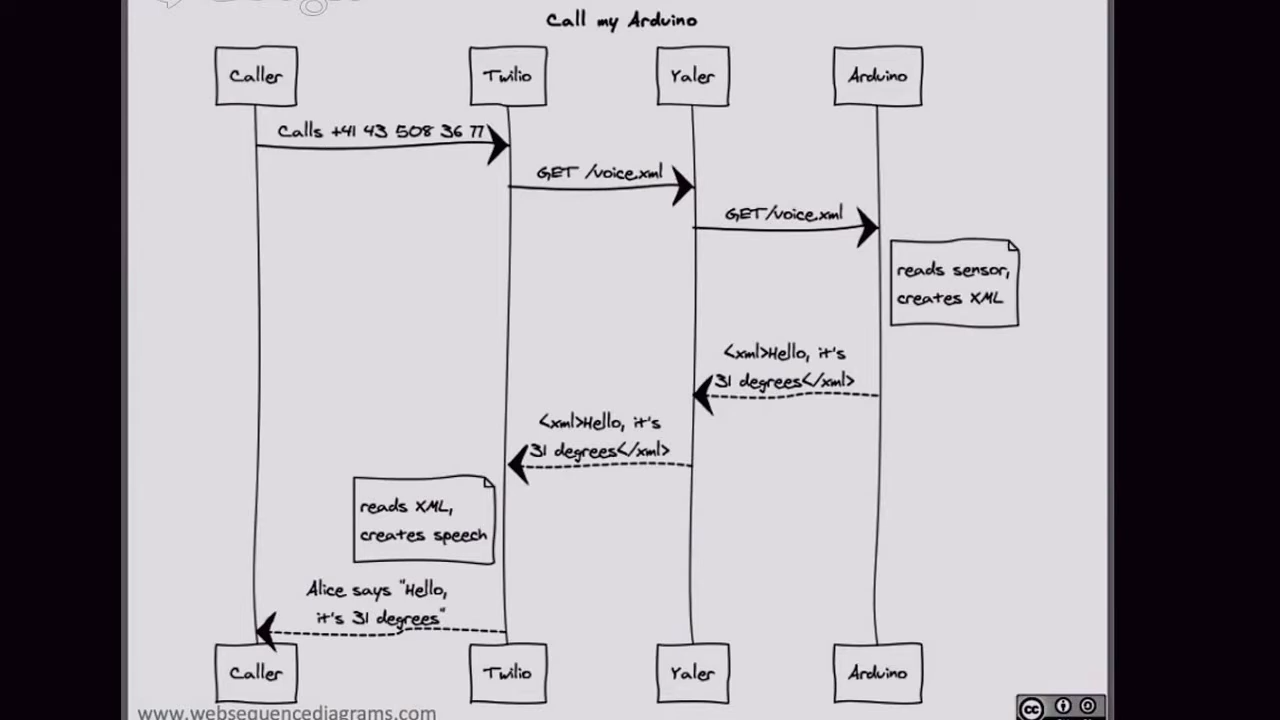 Call my Arduino
Caller
Twilio
Yaler
Arduino
Calls +41 43 508 36 77
GET /voice.xml
GET/voice.xml
reads sensor,
creates XML
<xml>Hello, it's
31 degrees</xml>
<xml>Hello, it's
31 degrees</xml>
reads XML,
creates speech
Alice says "Hello,
it's 31 degrees"
Caller
Twilio
Yaler
Arduino
www.websequencediagrams.com
cc